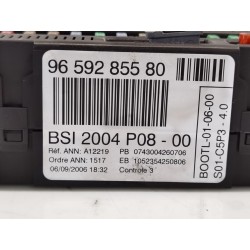 96 592 855 80
BSI 2004 P08 - 00
Réf. ANN: A12219 PB 0743004260706
Ordre ANN: 1517 EB 1052354250806
06/09/2006 18:32 Controle 3
BOOTL-01-06-00
S01-C5P3 - 4.0